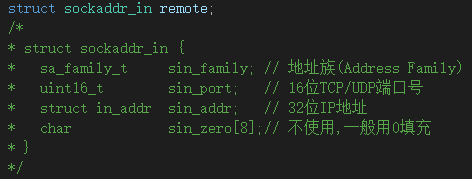 struct sockaddr_in remote;
/*
* struct sockaddr_in {
*   sa_family_t     sin_family; // 地址族(Address Family)
*   uint16_t        sin_port;   // 16位TCP/UDP端口号
*   struct in_addr  sin_addr;   // 32位IP地址
*   char            sin_zero[8];// 不使用,一般用0填充
* }
*/